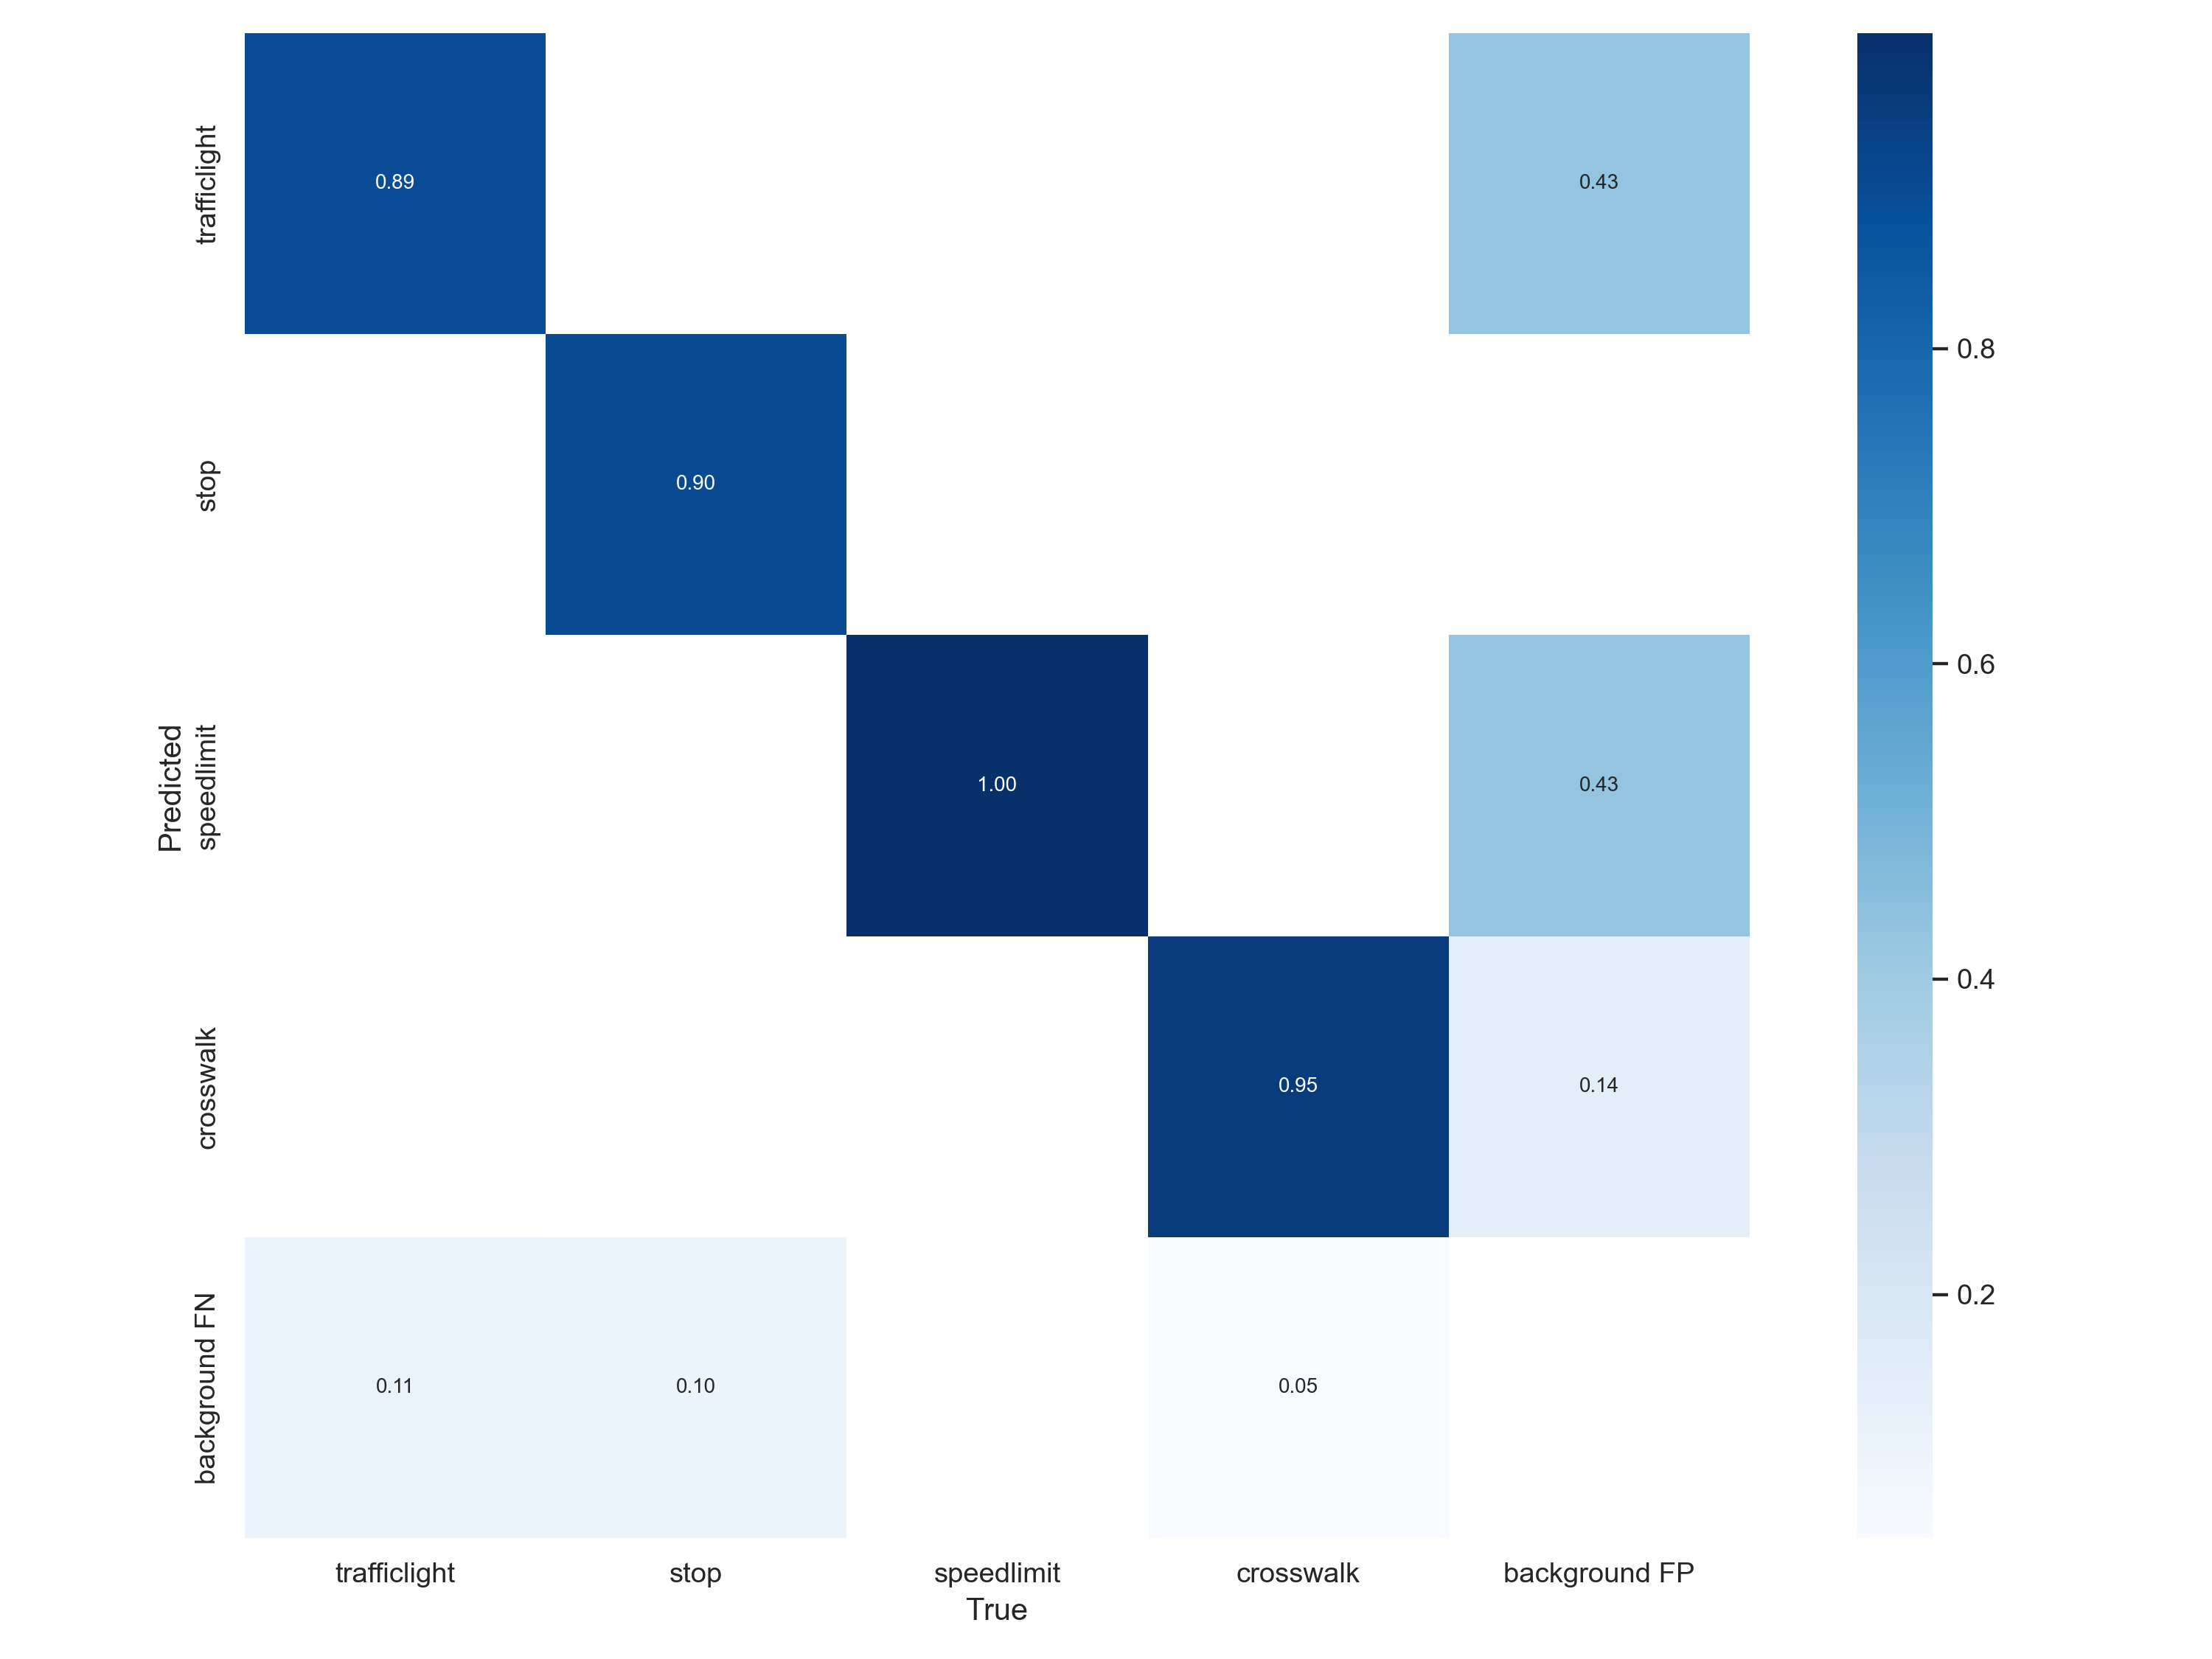 trafficlight
0.89
0.43
0.8
stop
0.90
0.6
Predicted
speedlimit
1.00
0.43
0.4
crosswalk
0.95
0.14
0.2
background FN
0.11
0.10
0.05
trafficlight
stop
speedlimit
crosswalk
background FP
True